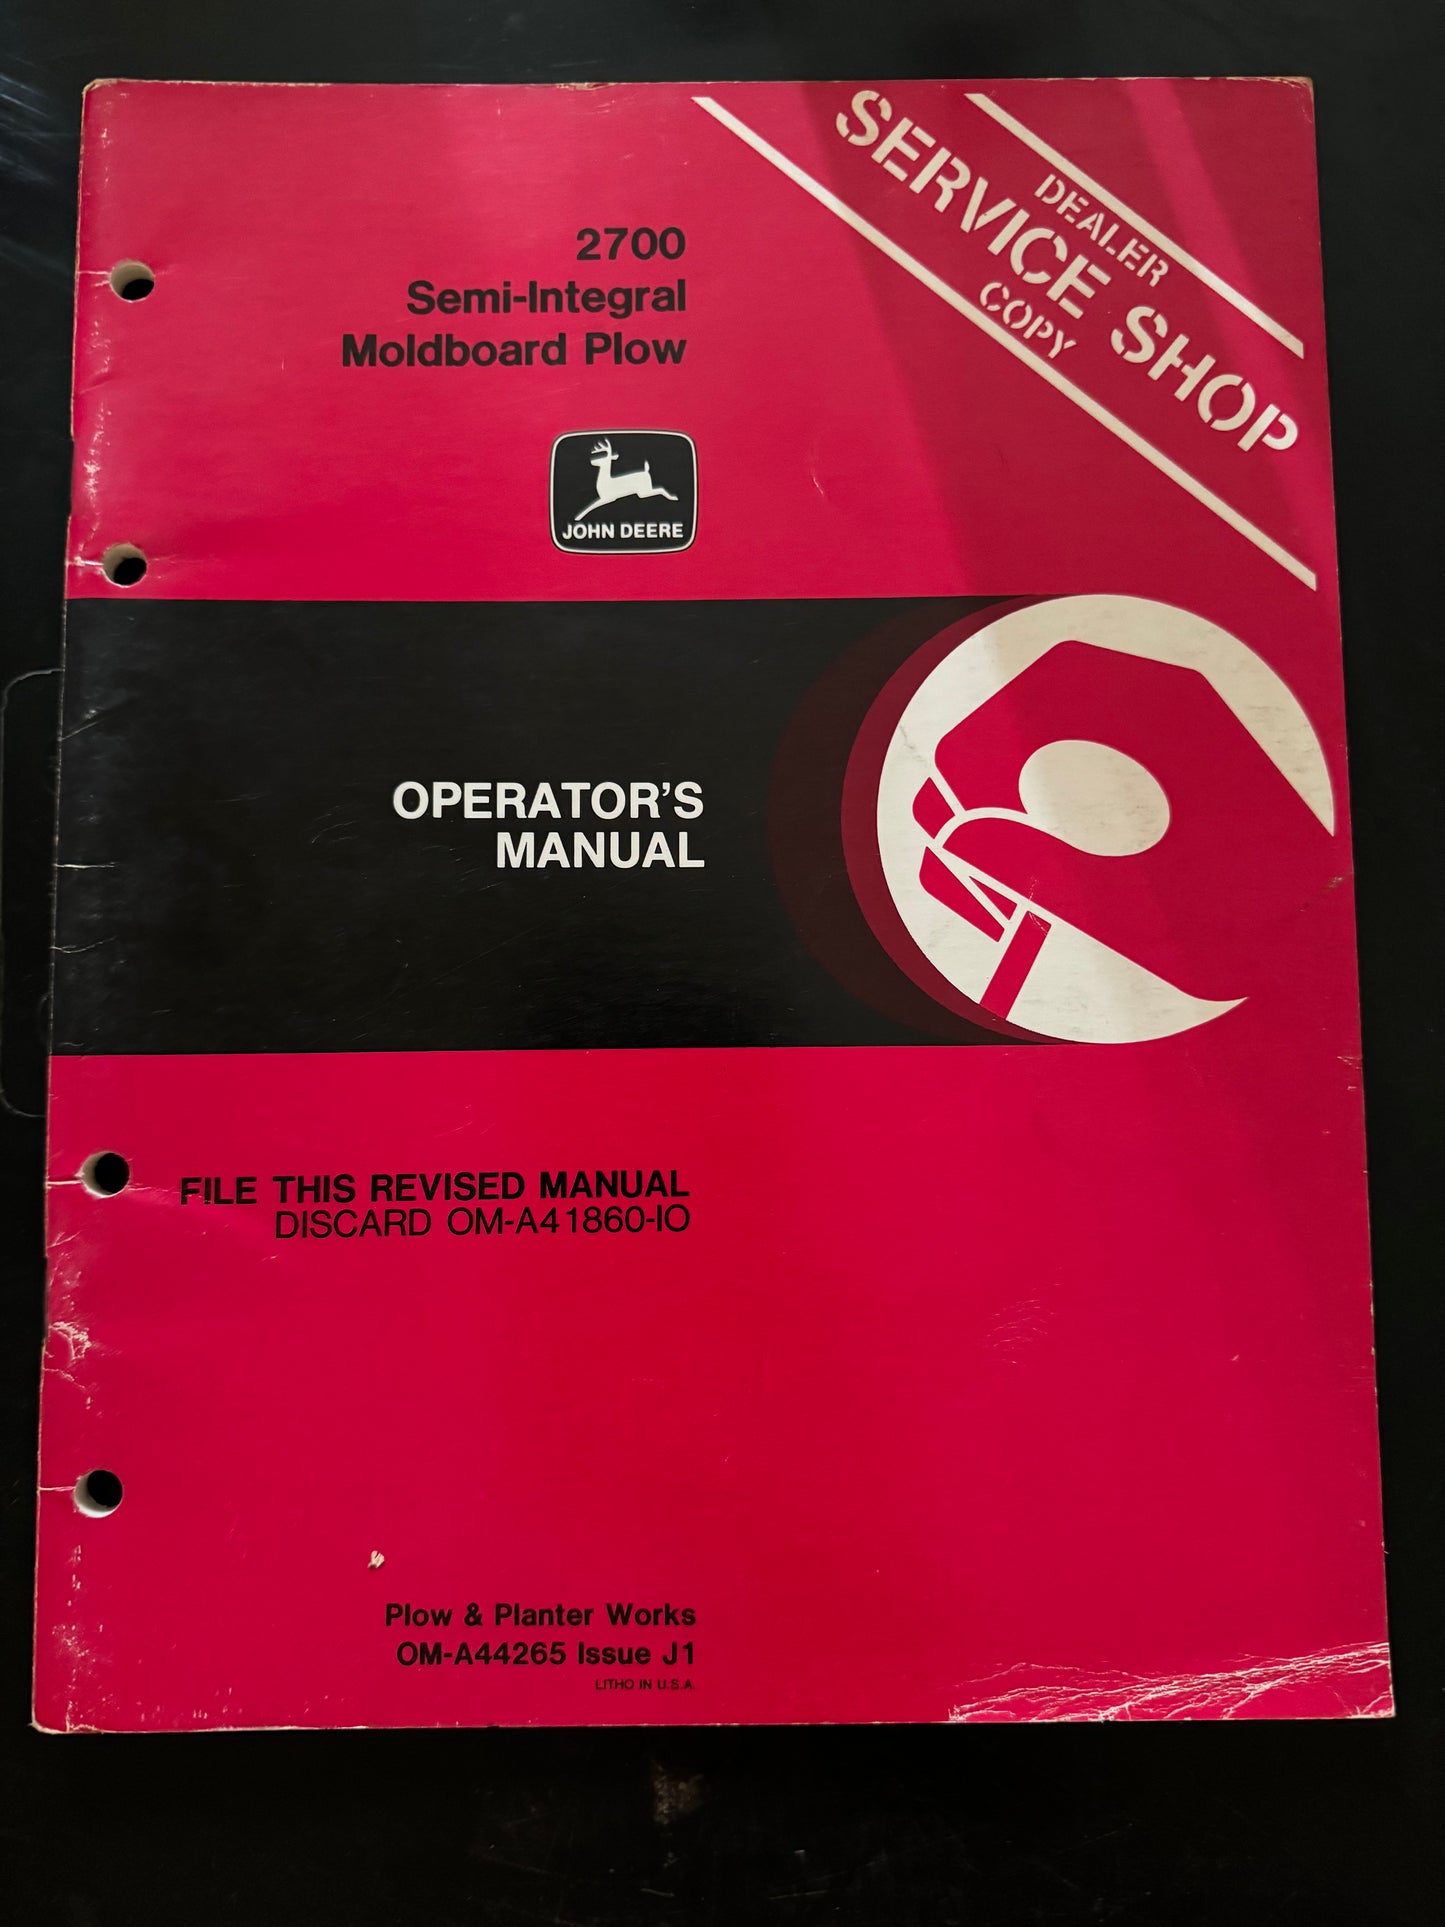 DEALER
SERVICE SHOP
COPY
2700
Semi-Integral
Moldboard Plow
JOHN DEERE
OPERATOR'S
MANUAL
FILE THIS REVISED MANUAL
DISCARD OM-A41860-IO
Plow & Planter Works
OM-A44265 Issue J1
LITHO IN U.S.A.